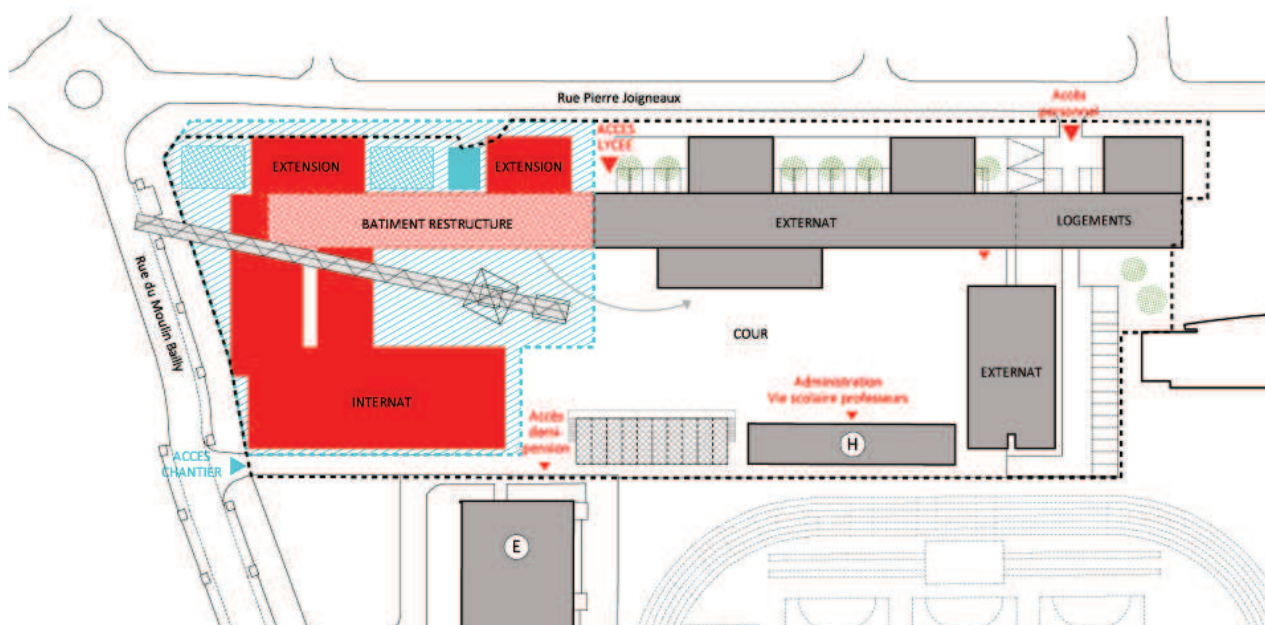 Rue Pierre Joigneaux
Accès
personnel
ACCES
LYCEE
EXTENSION
EXTENSION
BATIMENT RESTRUCTURE
EXTERNAT
LOGEMENTS
Rue du Moulin Bailly
COUR
EXTERNAT
INTERNAT
Administration
Vie scolaire professeurs
Accès
demi-
pension
H
ACCES
CHANTIER
E